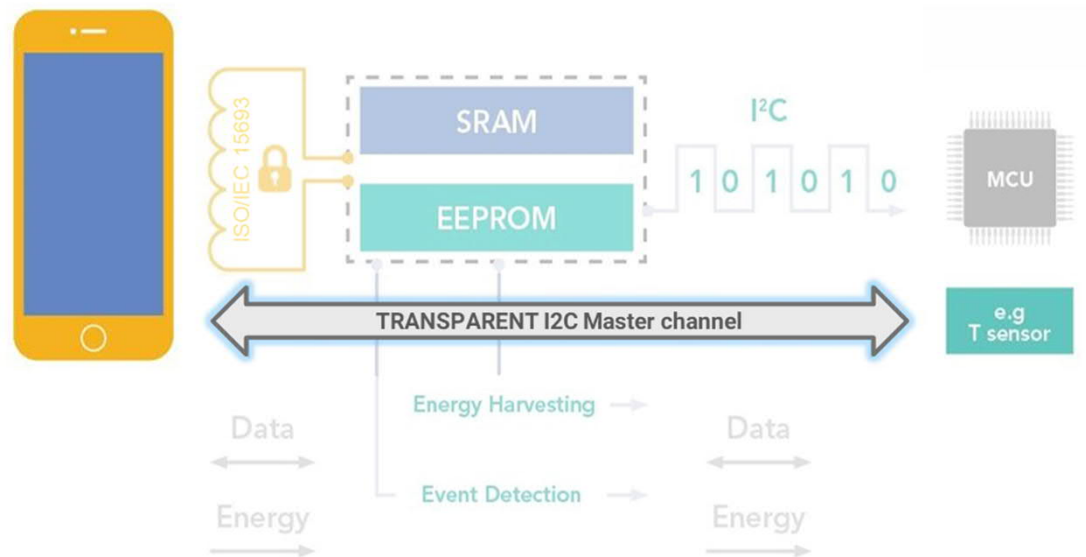 ISO/IEC 15693
SRAM
EEPROM
I²C
1 0 1 0 1 0
MCU
TRANSPARENT I2C Master channel
e.g
T sensor
Energy Harvesting
Data
Data
Event Detection
Energy
Energy